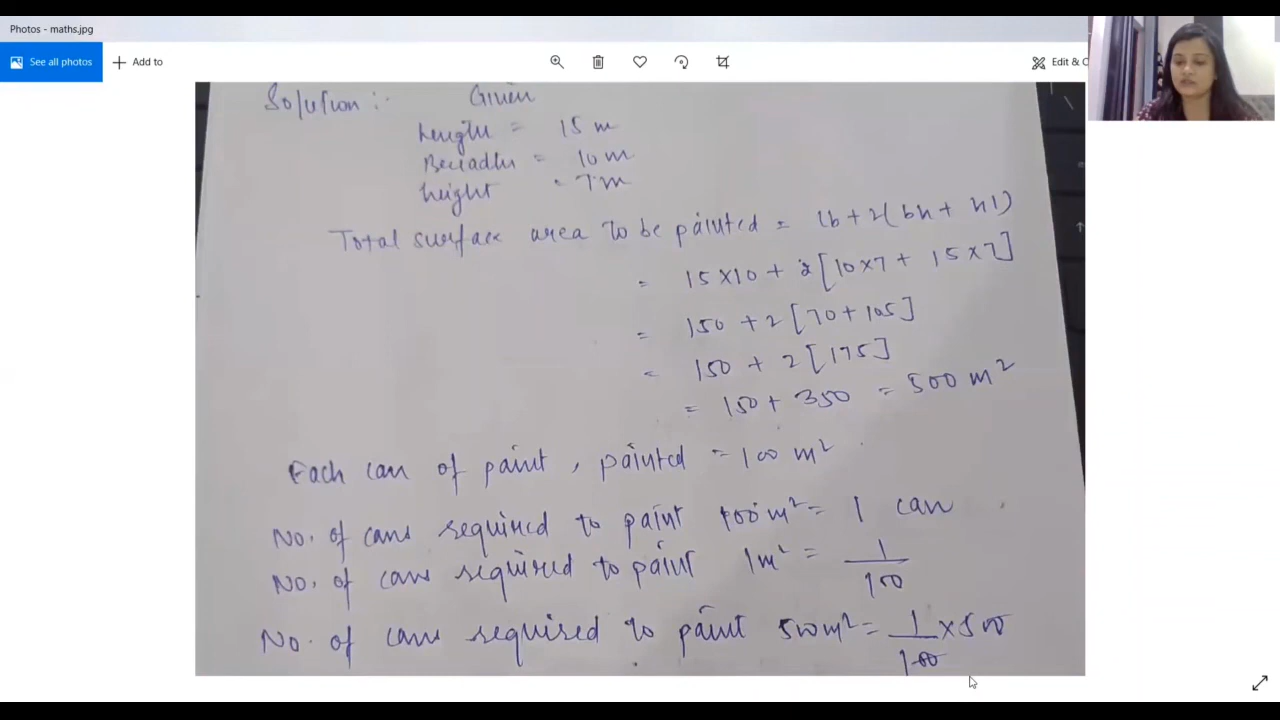 Photos - maths.jpg
See all photos
Add to
Edit & C
Solution :- Given
Length = 15 m
Breadth = 10 m
height = 7 m
Total surface area to be painted = lb + 2(bh + hl)
= 15 × 10 + 2 [10×7 + 15×7]
= 150 + 2 [70 + 105]
= 150 + 2 [175]
= 150 + 350 = 500 m²
Each can of paint, painted = 100 m²
No. of cans required to paint 100 m² = 1 can
No. of cans required to paint 1 m² = 1/100
No. of cans required to paint 500 m² = 1/100 × 500